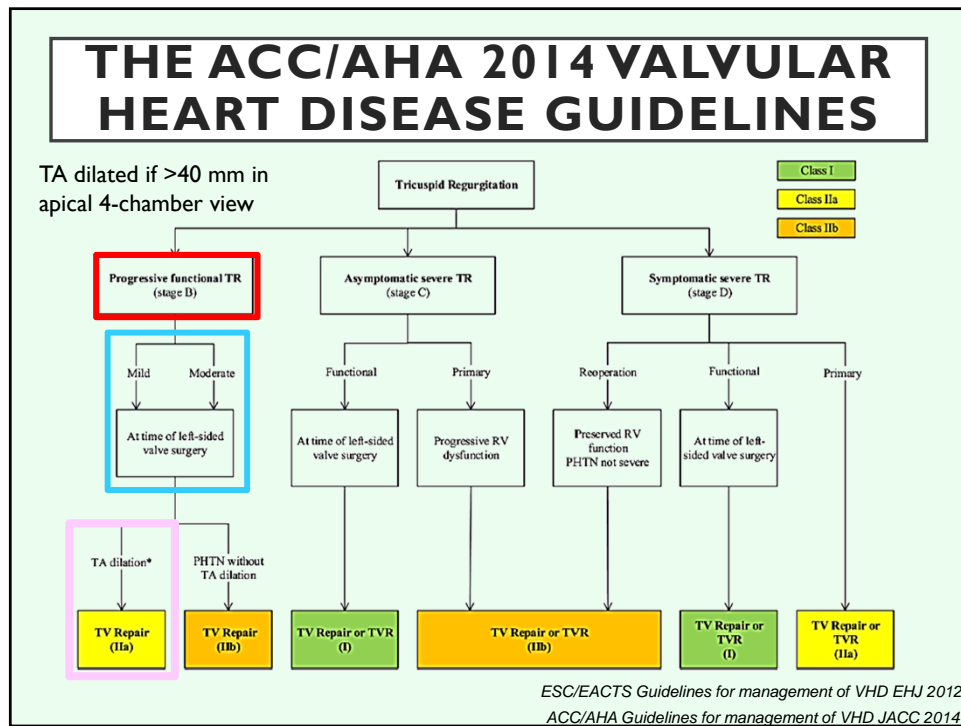 THE ACC/AHA 2014 VALVULAR
HEART DISEASE GUIDELINES
TA dilated if >40 mm in
apical 4-chamber view
Class I
Class IIa
Class IIb
Tricuspid Regurgitation
Progressive functional TR
(stage B)
Asymptomatic severe TR
(stage C)
Symptomatic severe TR
(stage D)
Mild
Moderate
Functional
Primary
Reoperation
Functional
Primary
At time of left-sided
valve surgery
At time of left-sided
valve surgery
Progressive RV
dysfunction
Preserved RV
function
PHTN not severe
At time of left-
sided valve surgery
TA dilation*
PHTN without
TA dilation
TV Repair
(IIa)
TV Repair
(IIb)
TV Repair or TVR
(I)
TV Repair or TVR
(IIb)
TV Repair or
TVR
(I)
TV Repair or
TVR
(IIa)
ESC/EACTS Guidelines for management of VHD EHJ 2012
ACC/AHA Guidelines for management of VHD JACC 2014